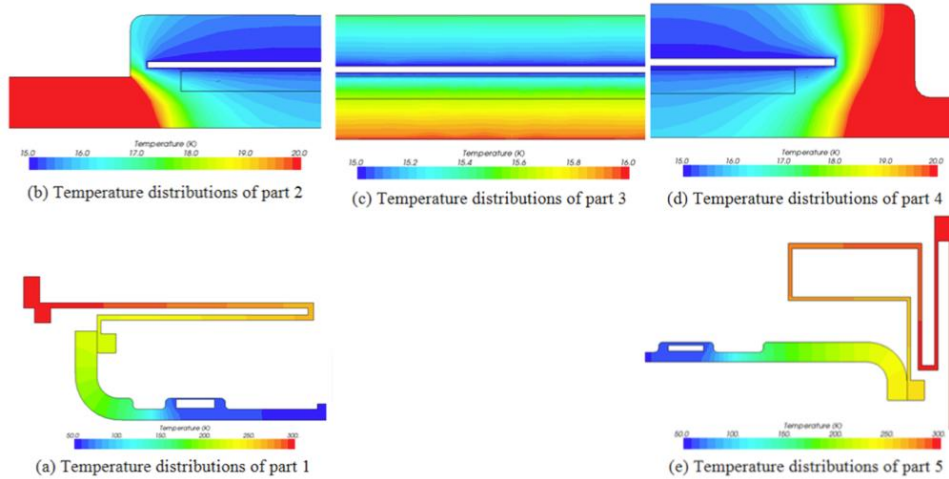 Temperature (K)
15.0 16.0 17.0 18.0 19.0 20.0
(b) Temperature distributions of part 2
Temperature (K)
15.0 15.2 15.4 15.6 15.8 16.0
(c) Temperature distributions of part 3
Temperature (K)
15.0 16.0 17.0 18.0 19.0 20.0
(d) Temperature distributions of part 4
Temperature (K)
50.0 100. 150. 200. 250. 300.
(a) Temperature distributions of part 1
Temperature (K)
50.0 100. 150. 200. 250. 300.
(e) Temperature distributions of part 5